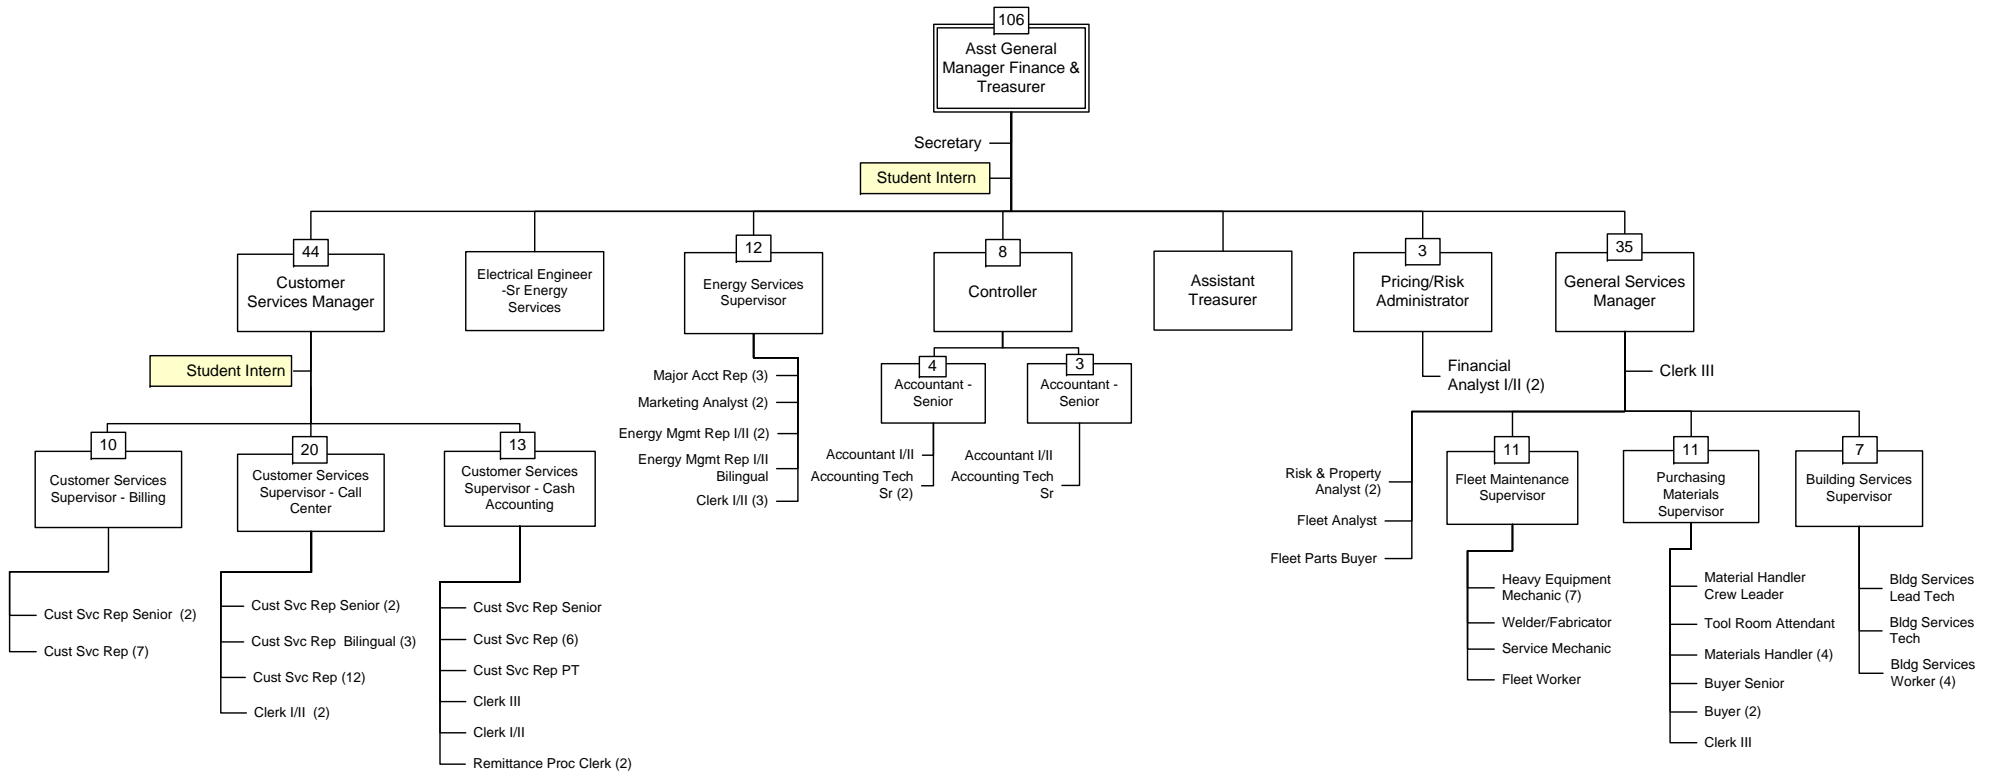 106
Asst General
Manager Finance &
Treasurer
Secretary
Student Intern
44
Customer
Services Manager
Electrical Engineer
-Sr Energy
Services
12
Energy Services
Supervisor
8
Controller
Assistant
Treasurer
3
Pricing/Risk
Administrator
35
General Services
Manager
Student Intern
10
Customer Services
Supervisor - Billing
Cust Svc Rep Senior  (2)
Cust Svc Rep (7)
20
Customer Services
Supervisor - Call
Center
Cust Svc Rep Senior (2)
Cust Svc Rep  Bilingual (3)
Cust Svc Rep (12)
Clerk I/II  (2)
13
Customer Services
Supervisor - Cash
Accounting
Cust Svc Rep Senior
Cust Svc Rep (6)
Cust Svc Rep PT
Clerk III
Clerk I/II
Remittance Proc Clerk (2)
Major Acct Rep (3)
Marketing Analyst (2)
Energy Mgmt Rep I/II (2)
Energy Mgmt Rep I/II
Bilingual
Clerk I/II (3)
4
Accountant -
Senior
Accountant I/II
Accounting Tech
Sr (2)
3
Accountant -
Senior
Accountant I/II
Accounting Tech
Sr
Financial
Analyst I/II (2)
Clerk III
Risk & Property
Analyst (2)
Fleet Analyst
Fleet Parts Buyer
11
Fleet Maintenance
Supervisor
Heavy Equipment
Mechanic (7)
Welder/Fabricator
Service Mechanic
Fleet Worker
11
Purchasing
Materials
Supervisor
Material Handler
Crew Leader
Tool Room Attendant
Materials Handler (4)
Buyer Senior
Buyer (2)
Clerk III
7
Building Services
Supervisor
Bldg Services
Lead Tech
Bldg Services
Tech
Bldg Services
Worker (4)